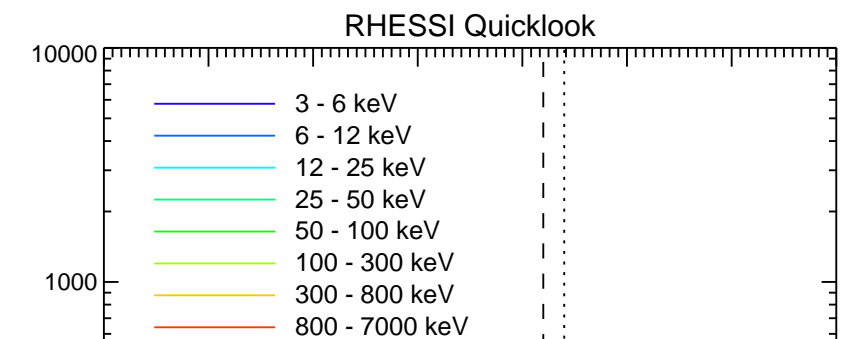 RHESSI Quicklook
10000
3 - 6 keV
6 - 12 keV
12 - 25 keV
25 - 50 keV
50 - 100 keV
100 - 300 keV
1000
300 - 800 keV
800 - 7000 keV